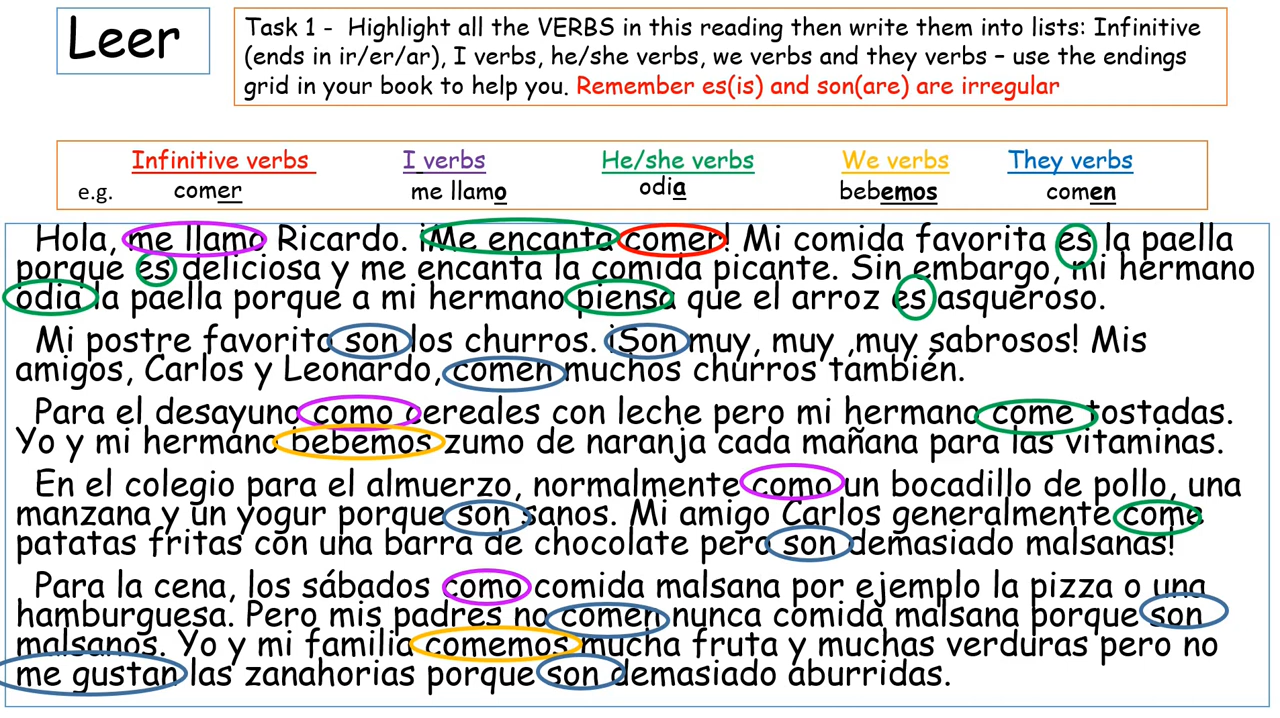 Leer
Task 1 - Highlight all the VERBS in this reading then write them into lists: Infinitive
(ends in ir/er/ar), I verbs, he/she verbs, we verbs and they verbs – use the endings
grid in your book to help you. Remember es(is) and son(are) are irregular
Infinitive verbs I verbs He/she verbs We verbs They verbs
e.g. comer me llamo odia bebemos comen
Hola, me llamo Ricardo. ¡Me encanta comer! Mi comida favorita es la paella
porque es deliciosa y me encanta la comida picante. Sin embargo, mi hermano
odia la paella porque a mi hermano piensa que el arroz es asqueroso.
Mi postre favorito son los churros. ¡Son muy, muy ,muy sabrosos! Mis
amigos, Carlos y Leonardo, comen muchos churros también.
Para el desayuno como cereales con leche pero mi hermano come tostadas.
Yo y mi hermano bebemos zumo de naranja cada mañana para las vitaminas.
En el colegio para el almuerzo, normalmente como un bocadillo de pollo, una
manzana y un yogur porque son sanos. Mi amigo Carlos generalmente come
patatas fritas con una barra de chocolate pero son demasiado malsanas!
Para la cena, los sábados como comida malsana por ejemplo la pizza o una
hamburguesa. Pero mis padres no comen nunca comida malsana porque son
malsanos. Yo y mi familia comemos mucha fruta y muchas verduras pero no
me gustan las zanahorias porque son demasiado aburridas.